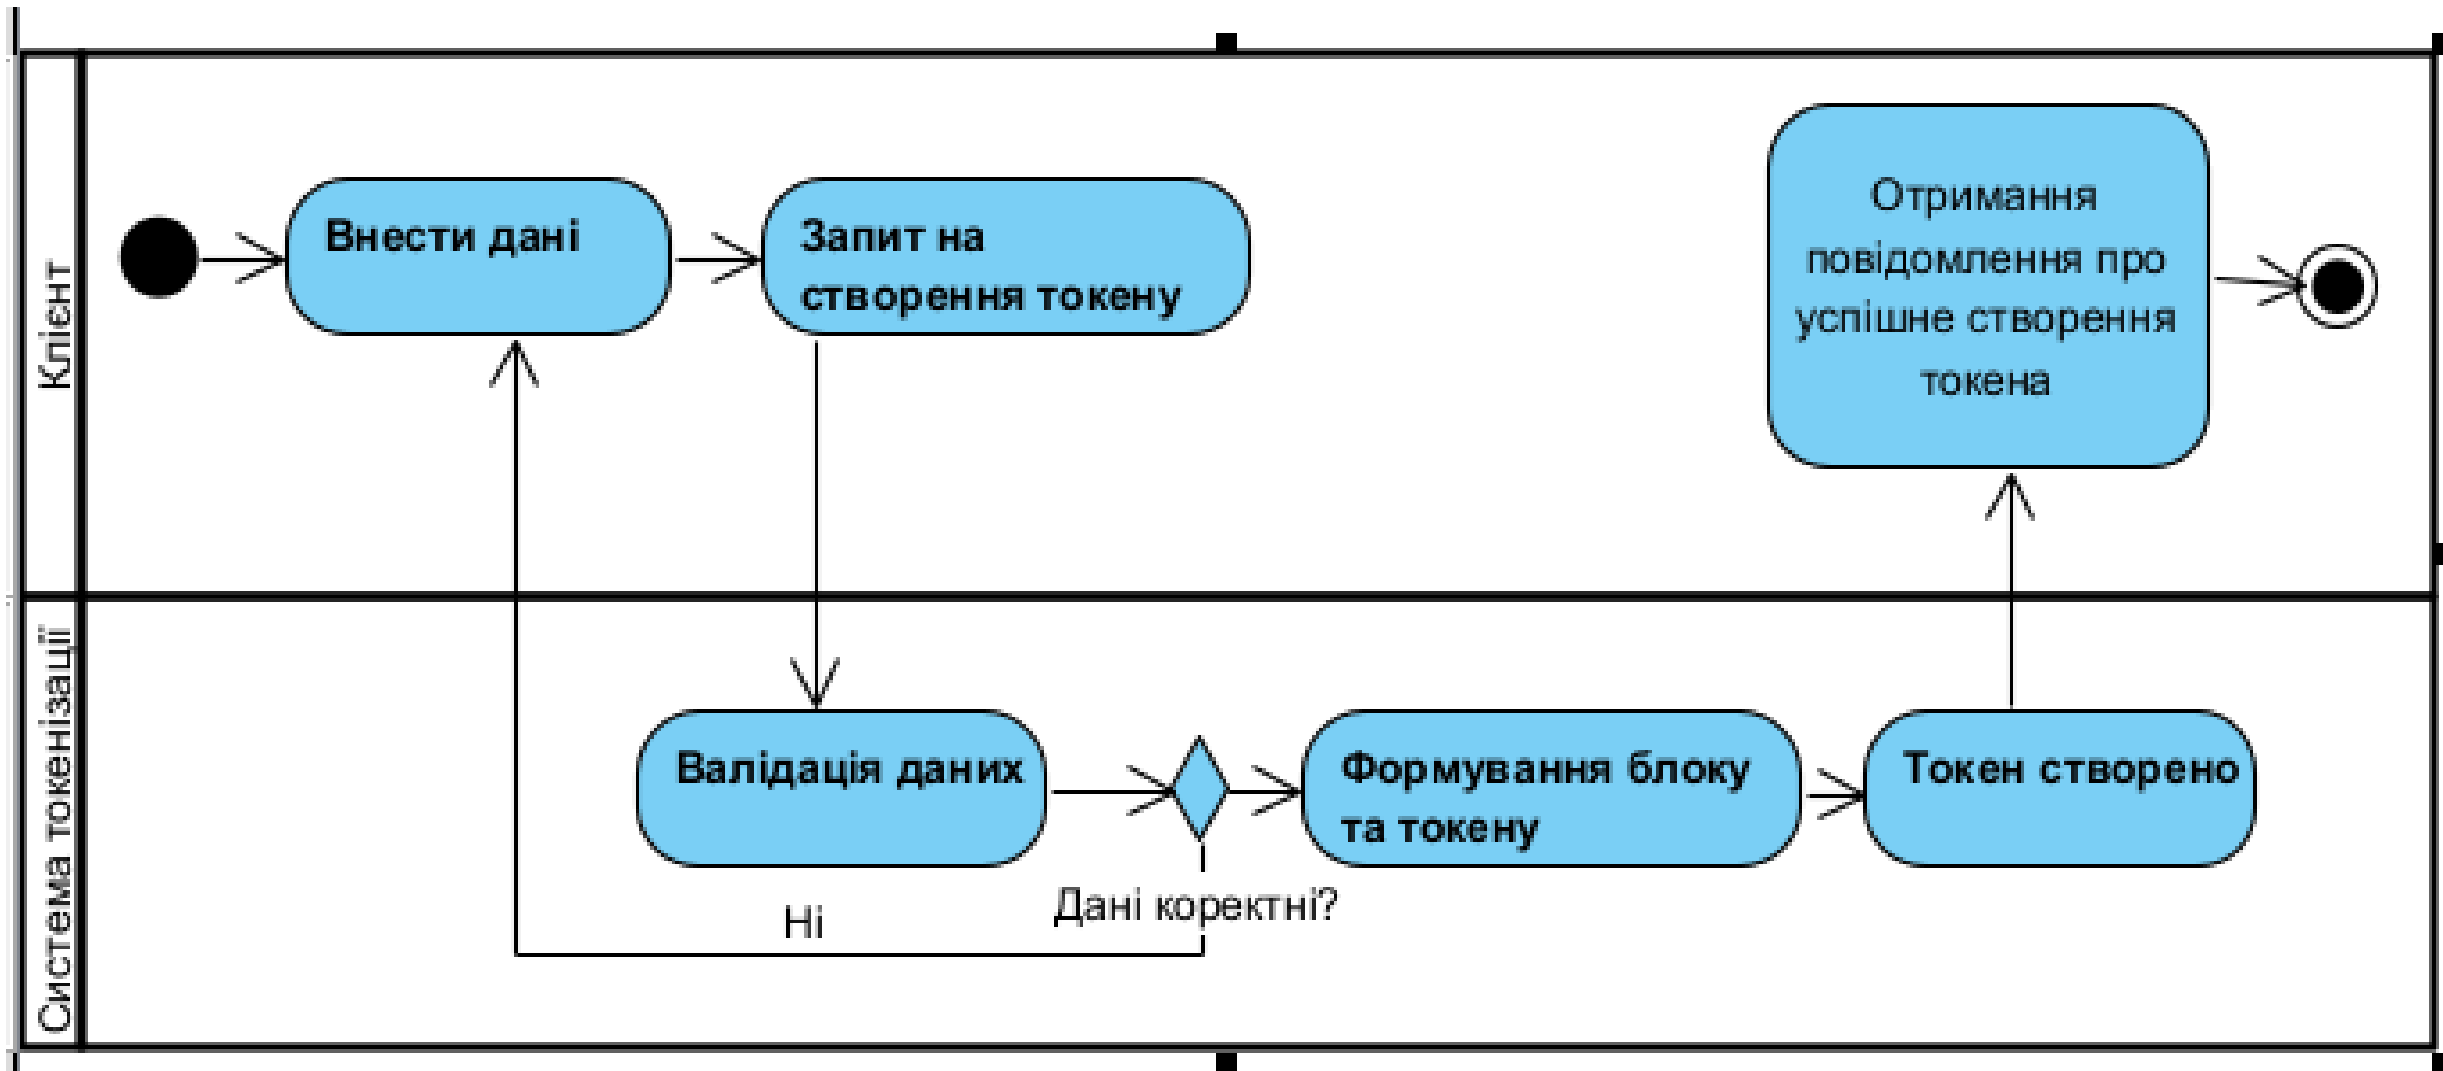 Клієнт
Внести дані
Запит на
створення токену
Отримання
повідомлення про
успішне створення
токена
Система токенізації
Валідація даних
Дані коректні?
Ні
Формування блоку
та токену
Токен створено